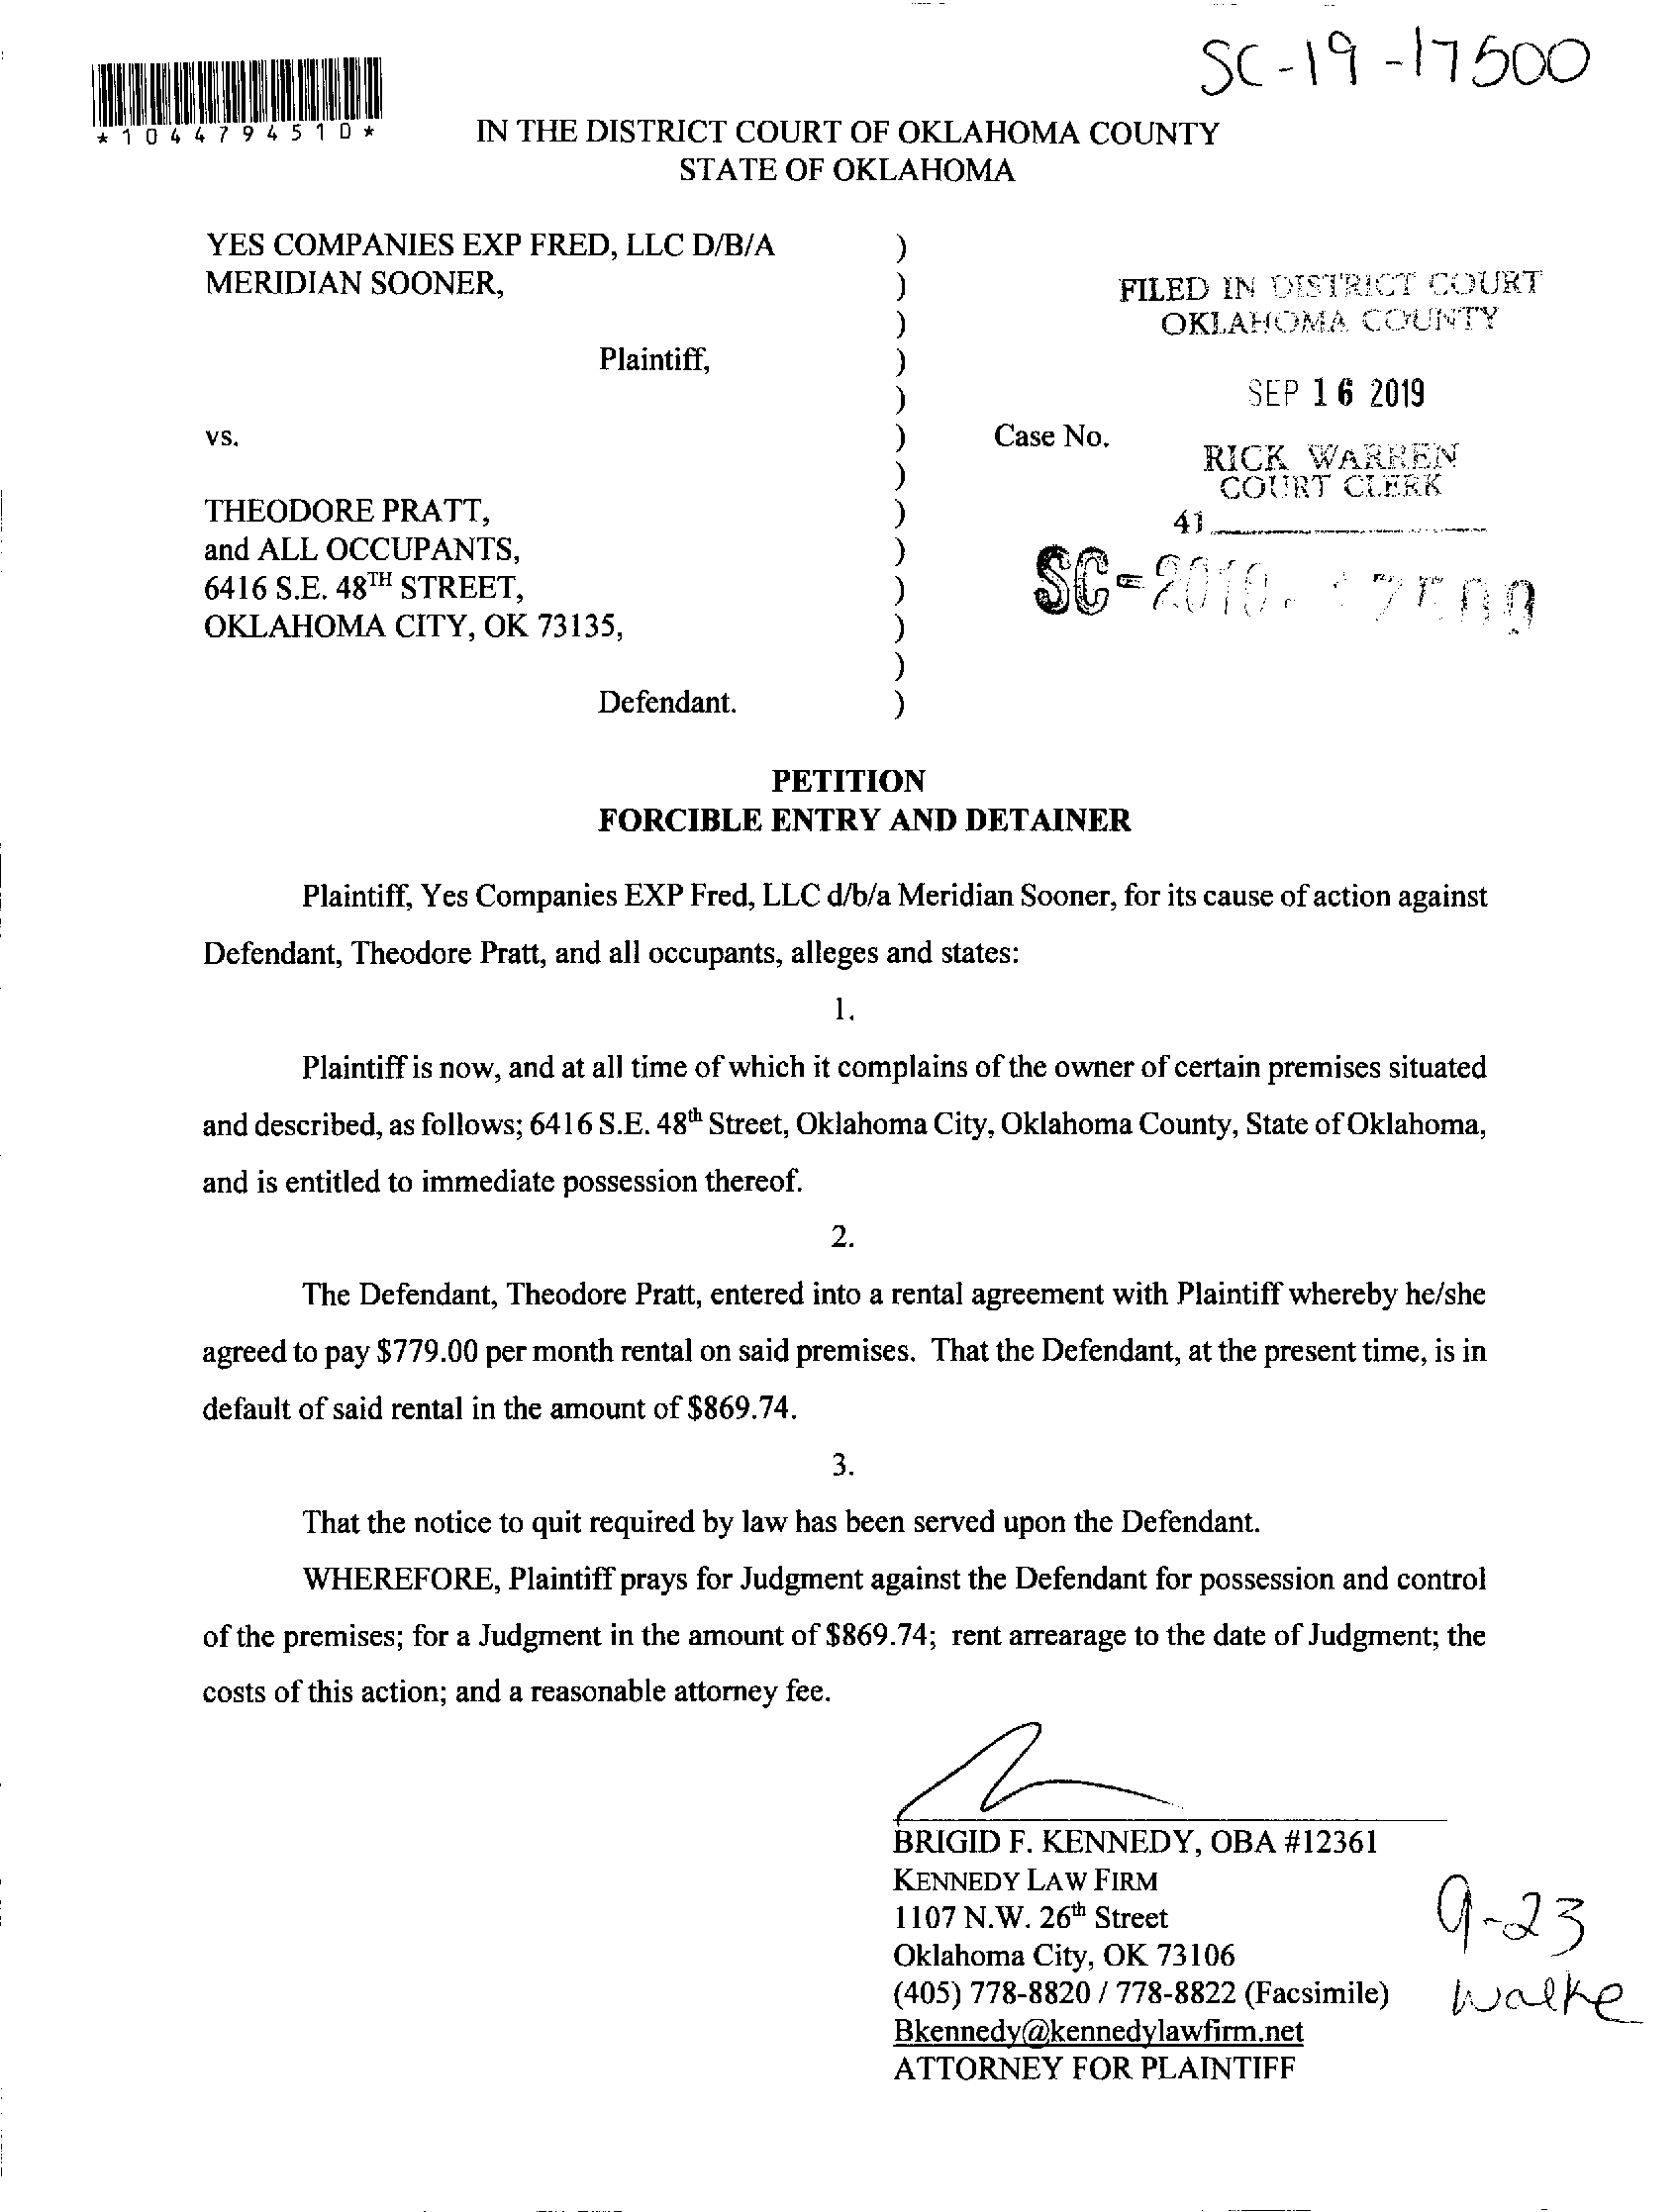 SC-19-17500
*1044794510*
IN THE DISTRICT COURT OF OKLAHOMA COUNTY
STATE OF OKLAHOMA
YES COMPANIES EXP FRED, LLC D/B/A )
MERIDIAN SOONER, )
)
Plaintiff, )
)
vs. )
)
THEODORE PRATT, )
and ALL OCCUPANTS, )
6416 S.E. 48TH STREET, )
OKLAHOMA CITY, OK 73135, )
)
Defendant. )
FILED IN DISTRICT COURT
OKLAHOMA COUNTY
SEP 16 2019
Case No.
RICK WARREN
COURT CLERK
41
SC-
PETITION
FORCIBLE ENTRY AND DETAINER
Plaintiff, Yes Companies EXP Fred, LLC d/b/a Meridian Sooner, for its cause of action against
Defendant, Theodore Pratt, and all occupants, alleges and states:
1.
Plaintiff is now, and at all time of which it complains of the owner of certain premises situated
and described, as follows; 6416 S.E. 48th Street, Oklahoma City, Oklahoma County, State of Oklahoma,
and is entitled to immediate possession thereof.
2.
The Defendant, Theodore Pratt, entered into a rental agreement with Plaintiff whereby he/she
agreed to pay $779.00 per month rental on said premises. That the Defendant, at the present time, is in
default of said rental in the amount of $869.74.
3.
That the notice to quit required by law has been served upon the Defendant.
WHEREFORE, Plaintiff prays for Judgment against the Defendant for possession and control
of the premises; for a Judgment in the amount of $869.74; rent arrearage to the date of Judgment; the
costs of this action; and a reasonable attorney fee.
BRIGID F. KENNEDY, OBA #12361
KENNEDY LAW FIRM
1107 N.W. 26th Street
Oklahoma City, OK 73106
(405) 778-8820 / 778-8822 (Facsimile)
Bkennedy@kennedylawfirm.net
ATTORNEY FOR PLAINTIFF
9-23
Walke